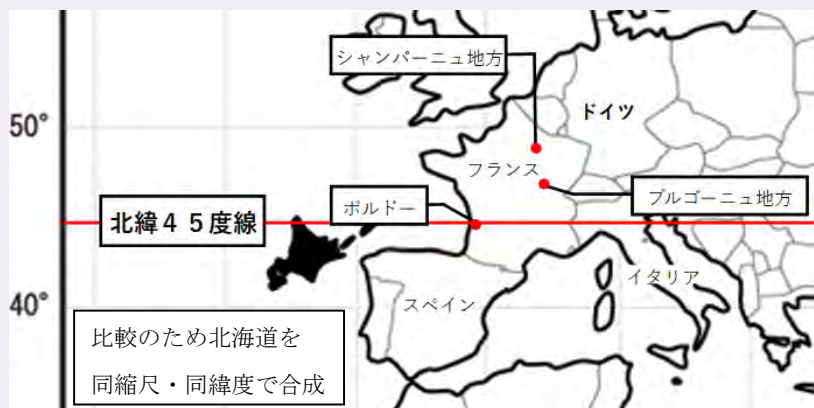 シャンパーニュ地方
ドイツ
50°
フランス
ボルドー
ブルゴーニュ地方
北緯４５度線
イタリア
40°
スペイン
比較のため北海道を
同縮尺・同緯度で合成